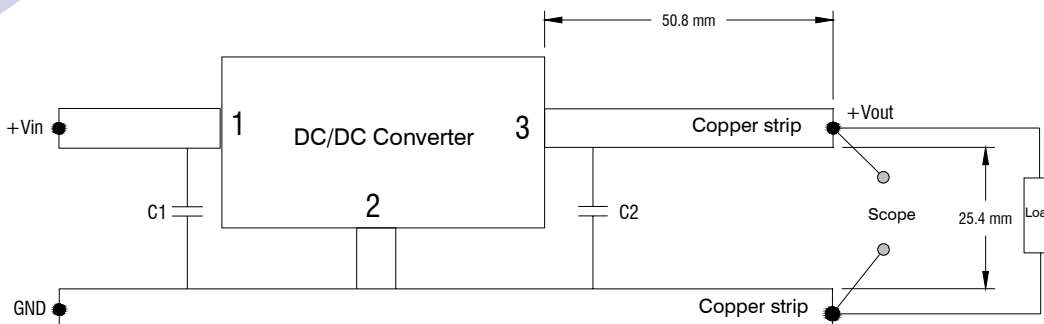 50.8 mm
+Vin
1
DC/DC Converter
3
Copper strip
+Vout
C1
2
C2
Scope
25.4 mm
Loa
GND
Copper strip